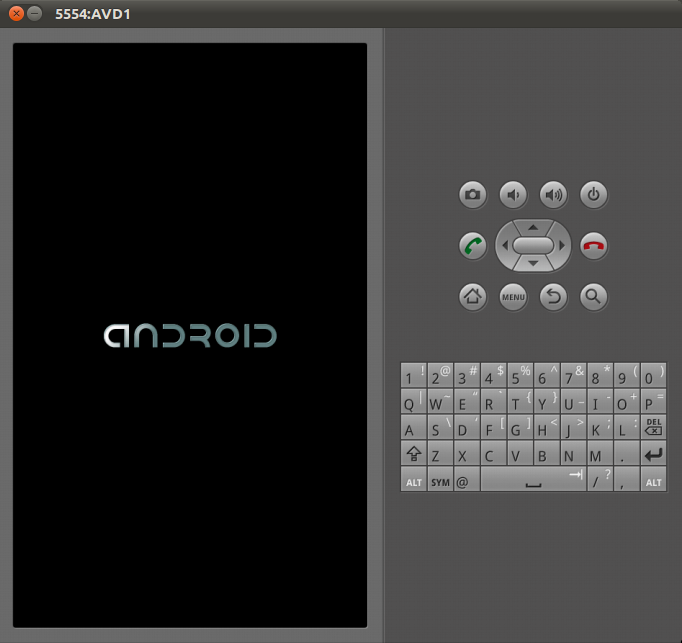 5554:AVD1
ANDROID
MENU
1 ! 2 @ 3 # 4 $ 5 % 6 ^ 7 & 8 * 9 ( 0 )
Q | W ~ E " R ` T { Y } U _ I - O + P =
A S \ D ' F [ G ] H < J > K ; L : DEL
Z X C V B N M .
ALT SYM @ / ? , ALT